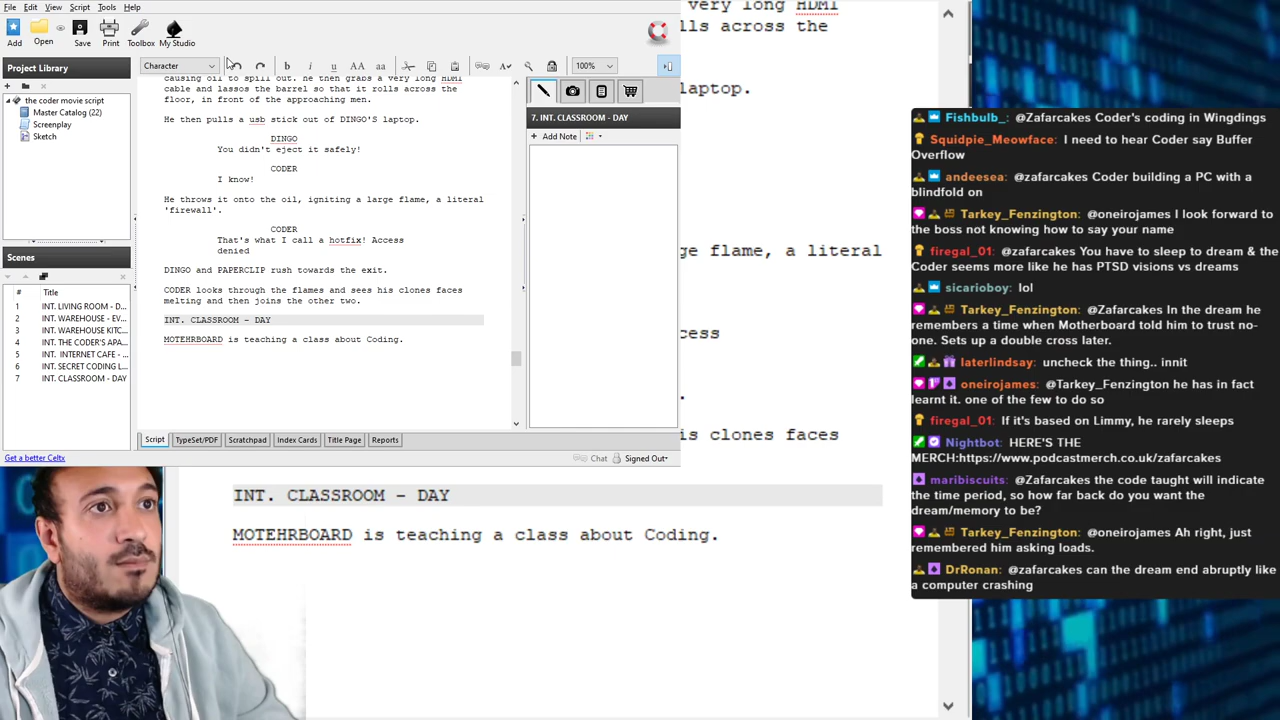 File Edit View Script Tools Help
Add Open Save Print Toolbox My Studio
Character
b i u AA aa
100%
Project Library
the coder movie script
Master Catalog (22)
Screenplay
Sketch
Scenes
# Title
1 INT. LIVING ROOM - D...
2 INT. WAREHOUSE - EV...
3 INT. WAREHOUSE KITC...
4 INT. THE CODER'S APA...
5 INT. INTERNET CAFE - ...
6 INT. SECRET CODING L...
7 INT. CLASSROOM - DAY
causing oil to spill out. he then grabs a very long HDMI
cable and lassos the barrel so that it rolls across the
floor, in front of the approaching men.
He then pulls a usb stick out of DINGO'S laptop.
DINGO
You didn't eject it safely!
CODER
I know!
He throws it onto the oil, igniting a large flame, a literal
'firewall'.
CODER
That's what I call a hotfix! Access
denied
DINGO and PAPERCLIP rush towards the exit.
CODER looks through the flames and sees his clones faces
melting and then joins the other two.
INT. CLASSROOM - DAY
MOTEHRBOARD is teaching a class about Coding.
7. INT. CLASSROOM - DAY
+ Add Note
Script TypeSet/PDF Scratchpad Index Cards Title Page Reports
Get a better Celtx
Chat Signed Out
very long HDMI
lls across the
laptop.
ge flame, a literal
cess
is clones faces
INT. CLASSROOM - DAY
MOTEHRBOARD is teaching a class about Coding.
Fishbulb_: @Zafarcakes Coder's coding in Wingdings
Squidpie_Meowface: I need to hear Coder say Buffer
Overflow
andeesea: @zafarcakes Coder building a PC with a
blindfold on
Tarkey_Fenzington: @oneirojames I look forward to
the boss not knowing how to say your name
firegal_01: @zafarcakes You have to sleep to dream & the
Coder seems more like he has PTSD visions vs dreams
sicarioboy: lol
Tarkey_Fenzington: @Zafarcakes In the dream he
remembers a time when Motherboard told him to trust no-
one. Sets up a double cross later.
laterlindsay: uncheck the thing.. innit
oneirojames: @Tarkey_Fenzington he has in fact
learnt it. one of the few to do so
firegal_01: If it's based on Limmy, he rarely sleeps
Nightbot: HERE'S THE
MERCH:https://www.podcastmerch.co.uk/zafarcakes
maribiscuits: @Zafarcakes the code taught will indicate
the time period, so how far back do you want the
dream/memory to be?
Tarkey_Fenzington: @oneirojames Ah right, just
remembered him asking loads.
DrRonan: @zafarcakes can the dream end abruptly like
a computer crashing